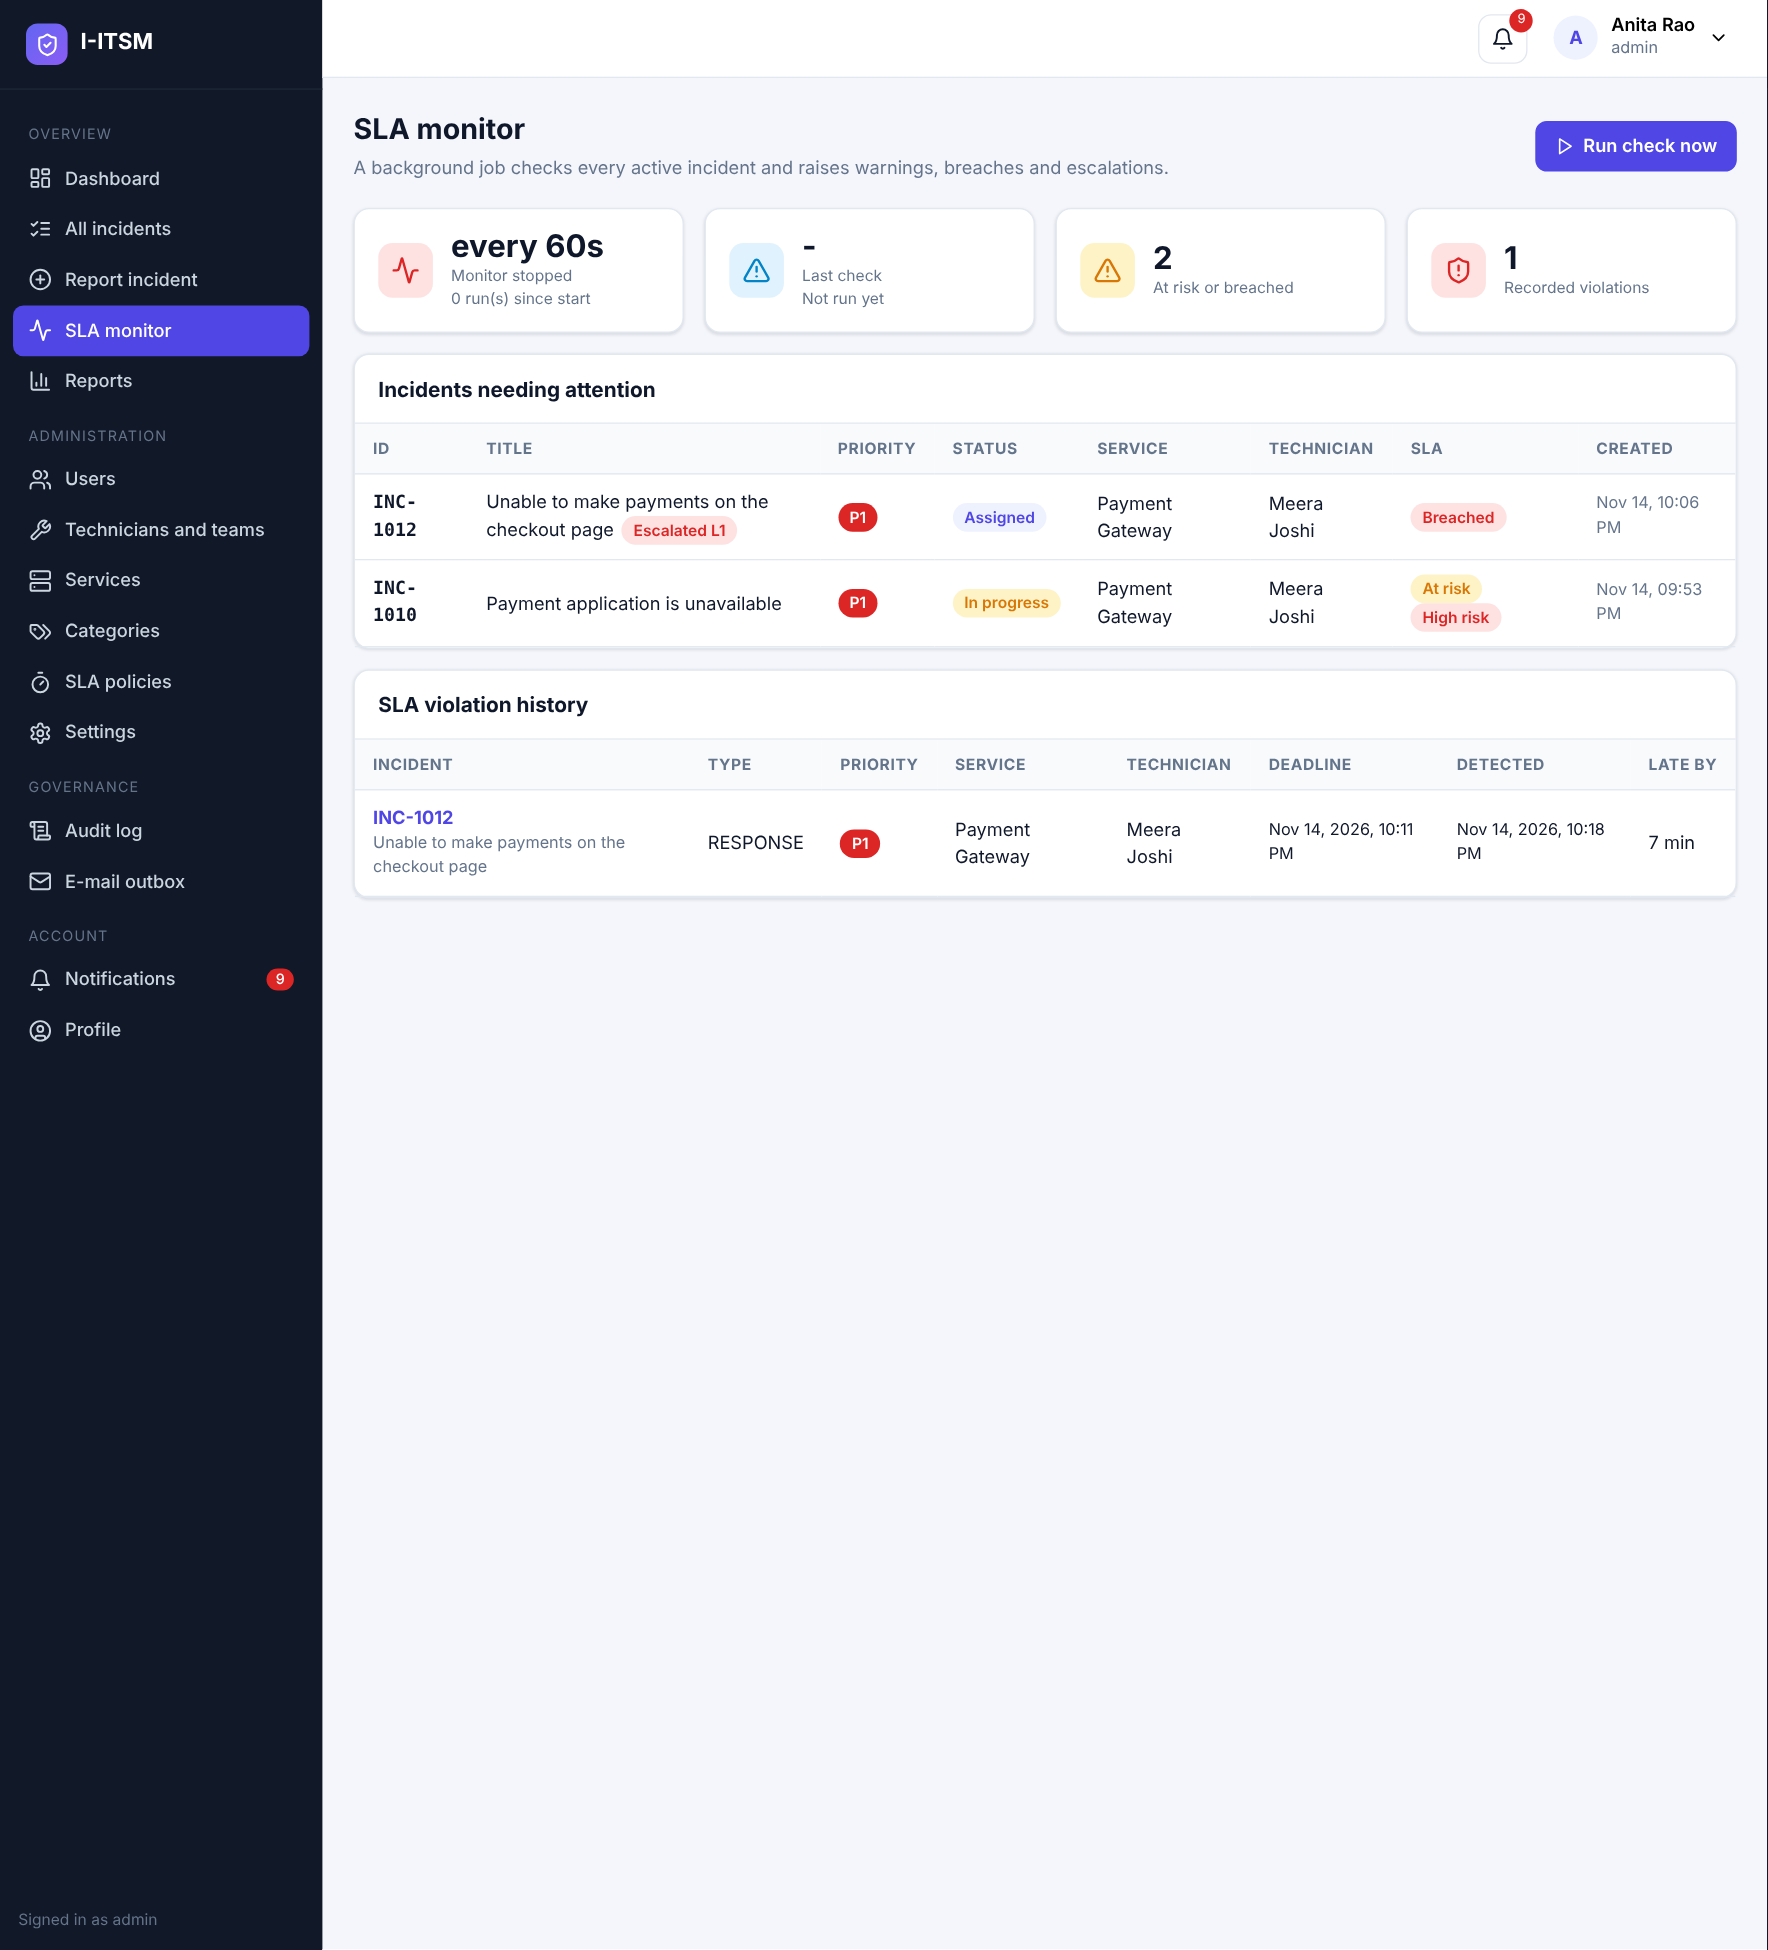 I-ITSM
OVERVIEW
Dashboard
All incidents
Report incident
SLA monitor
Reports
ADMINISTRATION
Users
Technicians and teams
Services
Categories
SLA policies
Settings
GOVERNANCE
Audit log
E-mail outbox
ACCOUNT
Notifications 9
Profile
Signed in as admin
9
A
Anita Rao
admin
SLA monitor
A background job checks every active incident and raises warnings, breaches and escalations.
Run check now
every 60s
Monitor stopped
0 run(s) since start
-
Last check
Not run yet
2
At risk or breached
1
Recorded violations
Incidents needing attention
ID TITLE PRIORITY STATUS SERVICE TECHNICIAN SLA CREATED
INC-
1012
Unable to make payments on the
checkout page Escalated L1
P1
Assigned
Payment
Gateway
Meera
Joshi
Breached
Nov 14, 10:06
PM
INC-
1010
Payment application is unavailable
P1
In progress
Payment
Gateway
Meera
Joshi
At risk
High risk
Nov 14, 09:53
PM
SLA violation history
INCIDENT TYPE PRIORITY SERVICE TECHNICIAN DEADLINE DETECTED LATE BY
INC-1012
Unable to make payments on the
checkout page
RESPONSE
P1
Payment
Gateway
Meera
Joshi
Nov 14, 2026, 10:11
PM
Nov 14, 2026, 10:18
PM
7 min